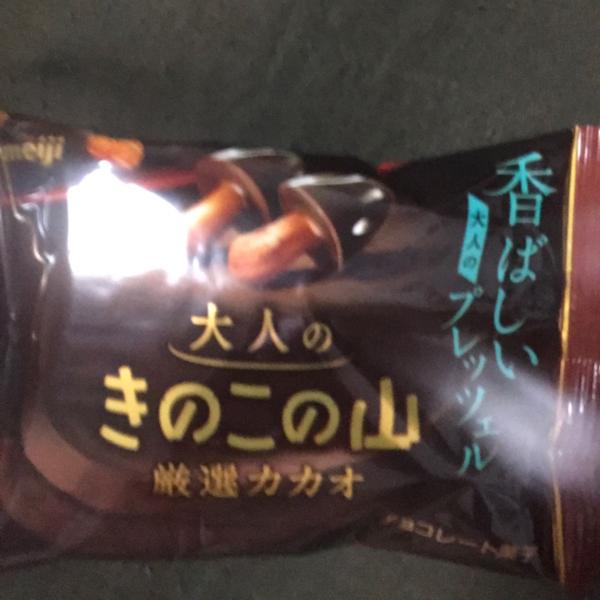 meiji
香ばしい
大人の
プレッツェル
大人の
きのこの山
厳選カカオ
チョコレート菓子